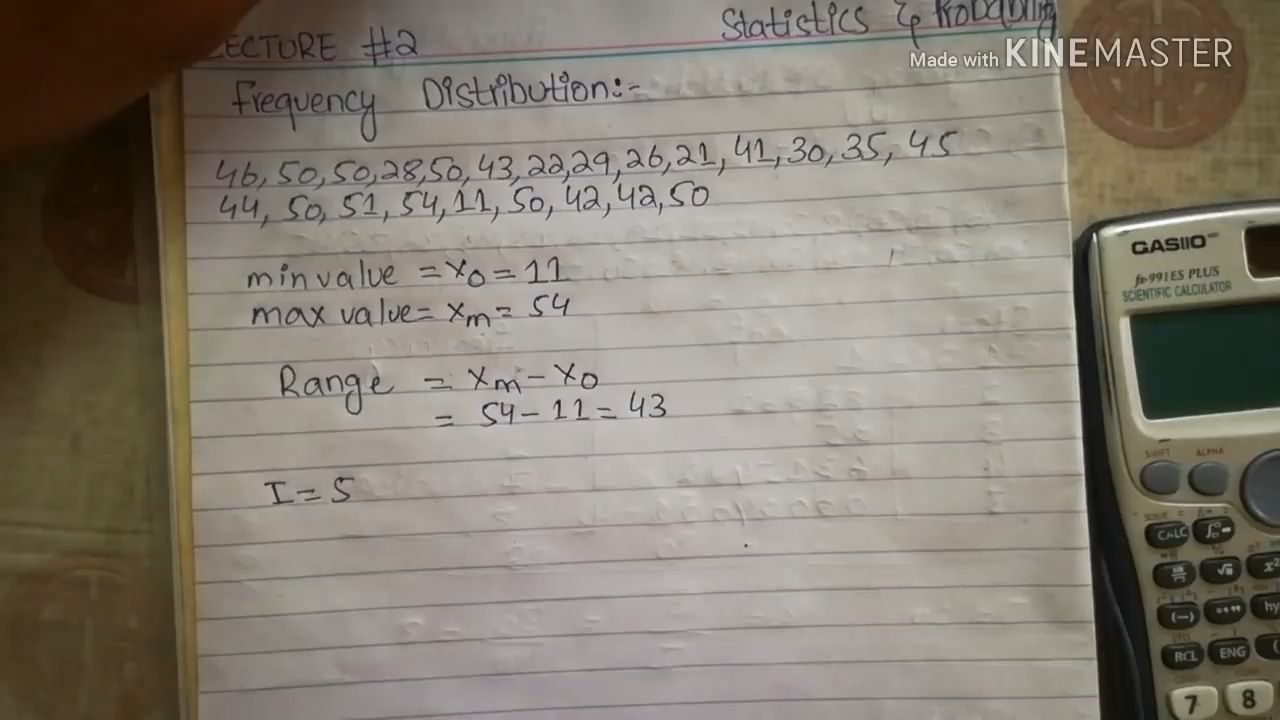 LECTURE #2
Statistics & Probability
Made with KINEMASTER
Frequency Distribution:-
46, 50, 50, 28, 50, 43, 22, 29, 26, 21, 41, 30, 35, 45
44, 50, 51, 54, 11, 50, 42, 42, 50
min value = x0 = 11
max value = xm = 54
Range = xm - x0
= 54 - 11 = 43
I = 5
CASIIO
fx-991ES PLUS
SCIENTIFIC CALCULATOR
SHIFT ALPHA
CALC
(-)
RCL ENG
7 8